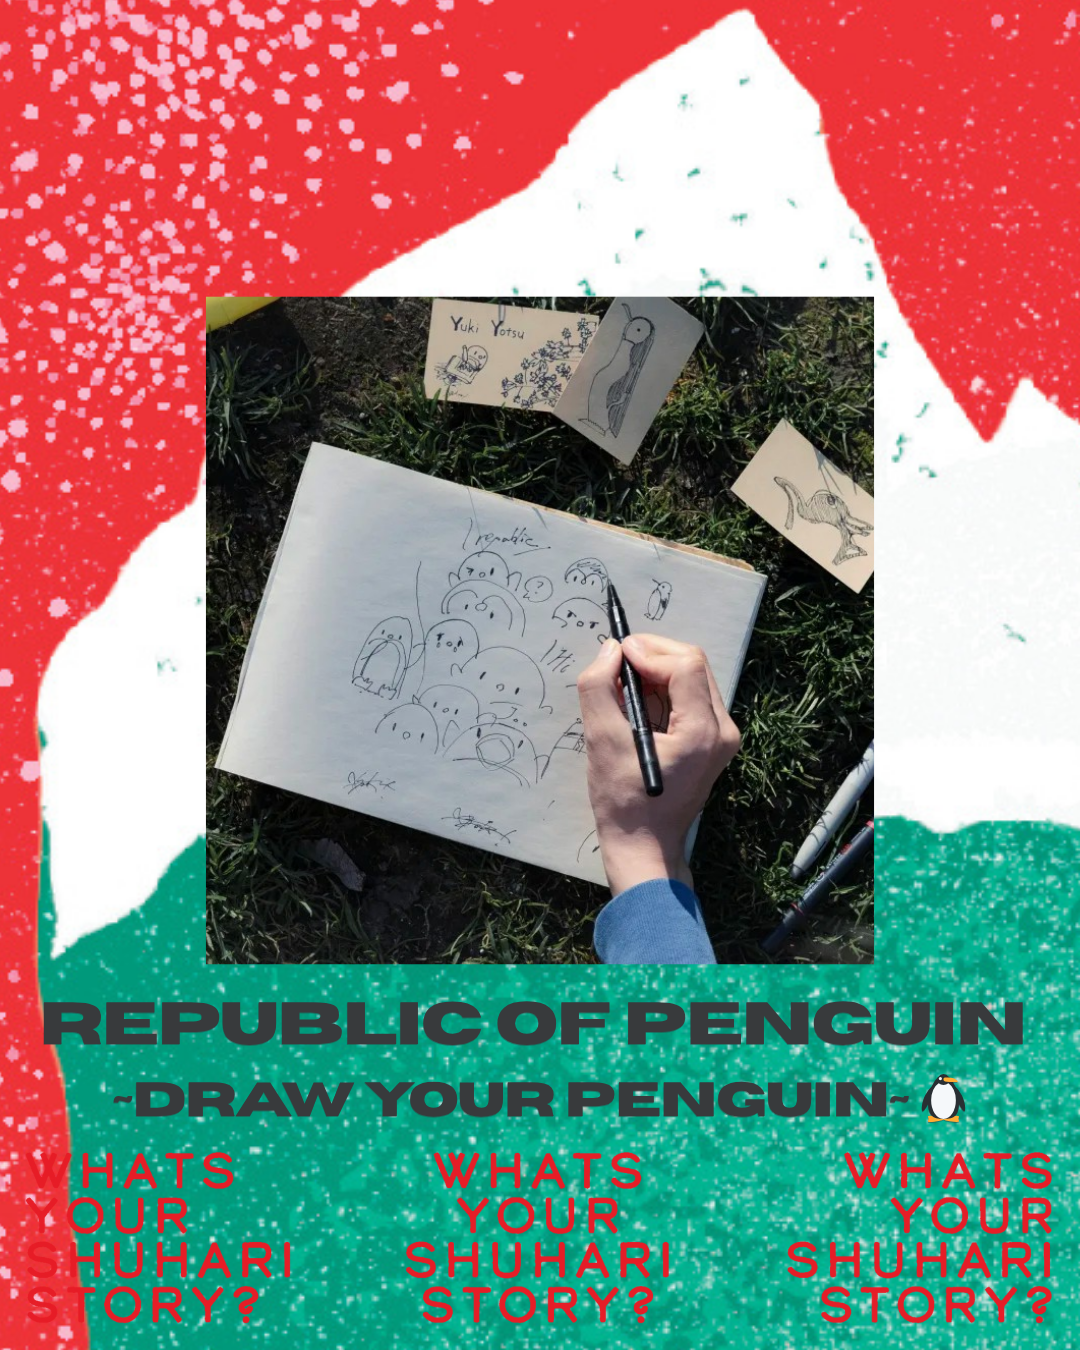 Yuki Yotsu
republic
?
Hi
REPUBLIC OF PENGUIN
~DRAW YOUR PENGUIN~
WHATS
YOUR
SHUHARI
STORY?
WHATS
YOUR
SHUHARI
STORY?
WHATS
YOUR
SHUHARI
STORY?